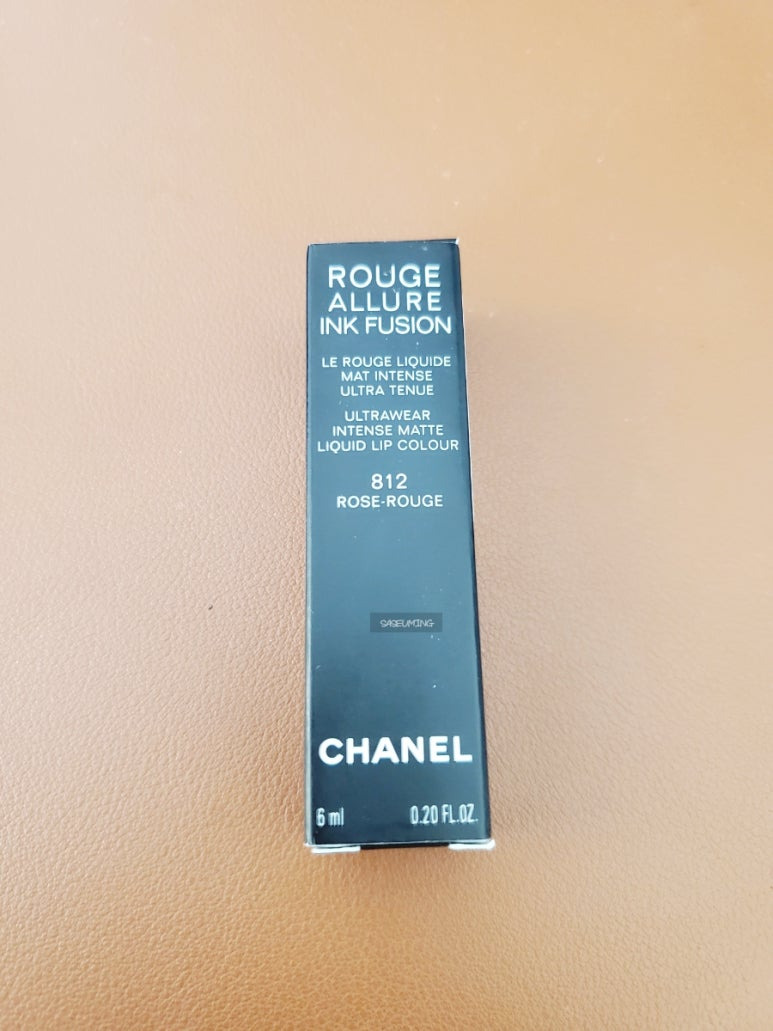 ROUGE
ALLURE
INK FUSION
LE ROUGE LIQUIDE
MAT INTENSE
ULTRA TENUE
ULTRAWEAR
INTENSE MATTE
LIQUID LIP COLOUR
812
ROSE-ROUGE
SASEUMING
CHANEL
6 ml 0.20 FL.OZ.